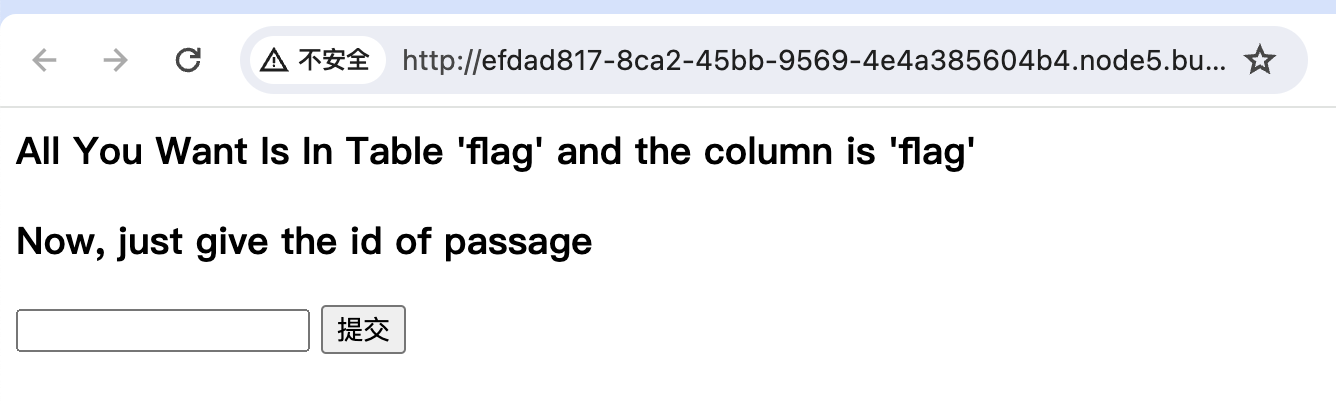 不安全 http://efdad817-8ca2-45bb-9569-4e4a385604b4.node5.bu...
All You Want Is In Table 'flag' and the column is 'flag'
Now, just give the id of passage
提交